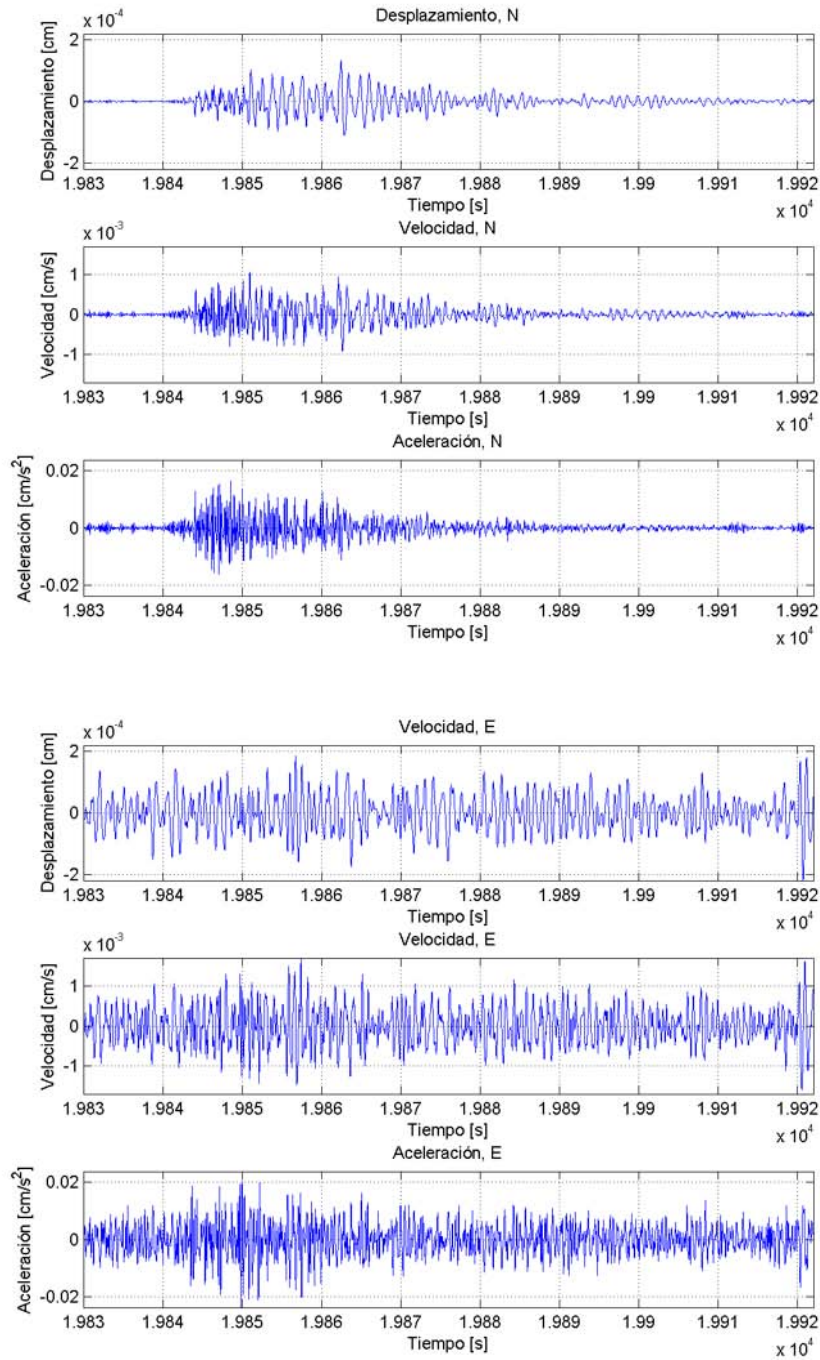 Desplazamiento, N
x 10^-4
Desplazamiento [cm]
2
0
-2
1.983 1.984 1.985 1.986 1.987 1.988 1.989 1.99 1.991 1.992
Tiempo [s]
x 10^4
Velocidad, N
x 10^-3
Velocidad [cm/s]
1
0
-1
1.983 1.984 1.985 1.986 1.987 1.988 1.989 1.99 1.991 1.992
Tiempo [s]
x 10^4
Aceleración, N
Aceleración [cm/s^2]
0.02
0
-0.02
1.983 1.984 1.985 1.986 1.987 1.988 1.989 1.99 1.991 1.992
Tiempo [s]
x 10^4
Velocidad, E
x 10^-4
Desplazamiento [cm]
2
0
-2
1.983 1.984 1.985 1.986 1.987 1.988 1.989 1.99 1.991 1.992
Tiempo [s]
x 10^4
Velocidad, E
x 10^-3
Velocidad [cm/s]
1
0
-1
1.983 1.984 1.985 1.986 1.987 1.988 1.989 1.99 1.991 1.992
Tiempo [s]
x 10^4
Aceleración, E
Aceleración [cm/s^2]
0.02
0
-0.02
1.983 1.984 1.985 1.986 1.987 1.988 1.989 1.99 1.991 1.992
Tiempo [s]
x 10^4